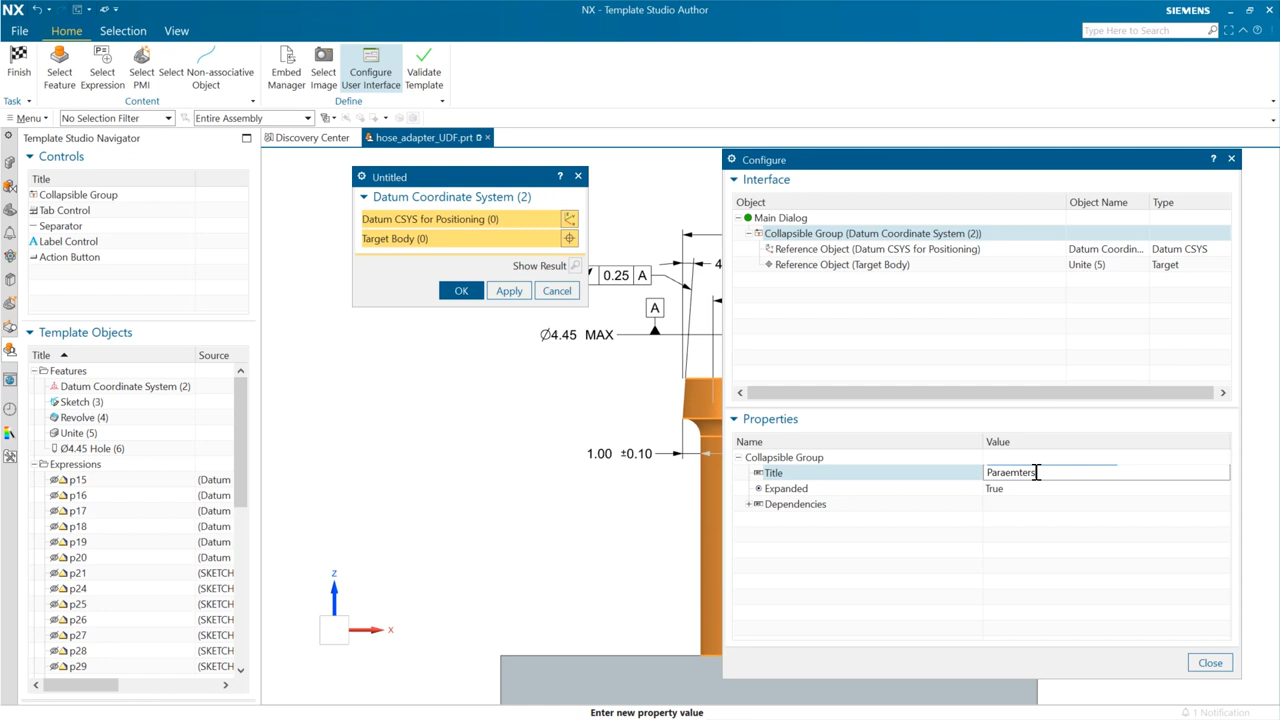 NX
NX - Template Studio Author
SIEMENS
File
Home
Selection
View
Type Here to Search
Finish
Select Feature
Select Expression
Select PMI
Select Non-associative Object
Embed Manager
Select Image
Configure User Interface
Validate Template
Task
Content
Define
Menu
No Selection Filter
Entire Assembly
Template Studio Navigator
Discovery Center
hose_adapter_UDF.prt
Controls
Title
Collapsible Group
Tab Control
Separator
A Label Control
Action Button
Template Objects
Title
Source
Features
Datum Coordinate System (2)
Sketch (3)
Revolve (4)
Unite (5)
Ø4.45 Hole (6)
Expressions
p15 (Datum
p16 (Datum
p17 (Datum
p18 (Datum
p19 (Datum
p20 (Datum
p21 (SKETCH
p24 (SKETCH
p25 (SKETCH
p26 (SKETCH
p27 (SKETCH
p28 (SKETCH
p29 (SKETCH
Untitled
Datum Coordinate System (2)
Datum CSYS for Positioning (0)
Target Body (0)
Show Result
OK
Apply
Cancel
0.25 A
4
A
Ø4.45 MAX
1.00 ±0.10
Z
X
Configure
Interface
Object
Object Name
Type
Main Dialog
Collapsible Group (Datum Coordinate System (2))
Reference Object (Datum CSYS for Positioning)
Datum Coordin...
Datum CSYS
Reference Object (Target Body)
Unite (5)
Target
Properties
Name
Value
Collapsible Group
Title
Paraemters
Expanded
True
Dependencies
Close
Enter new property value
1 Notification